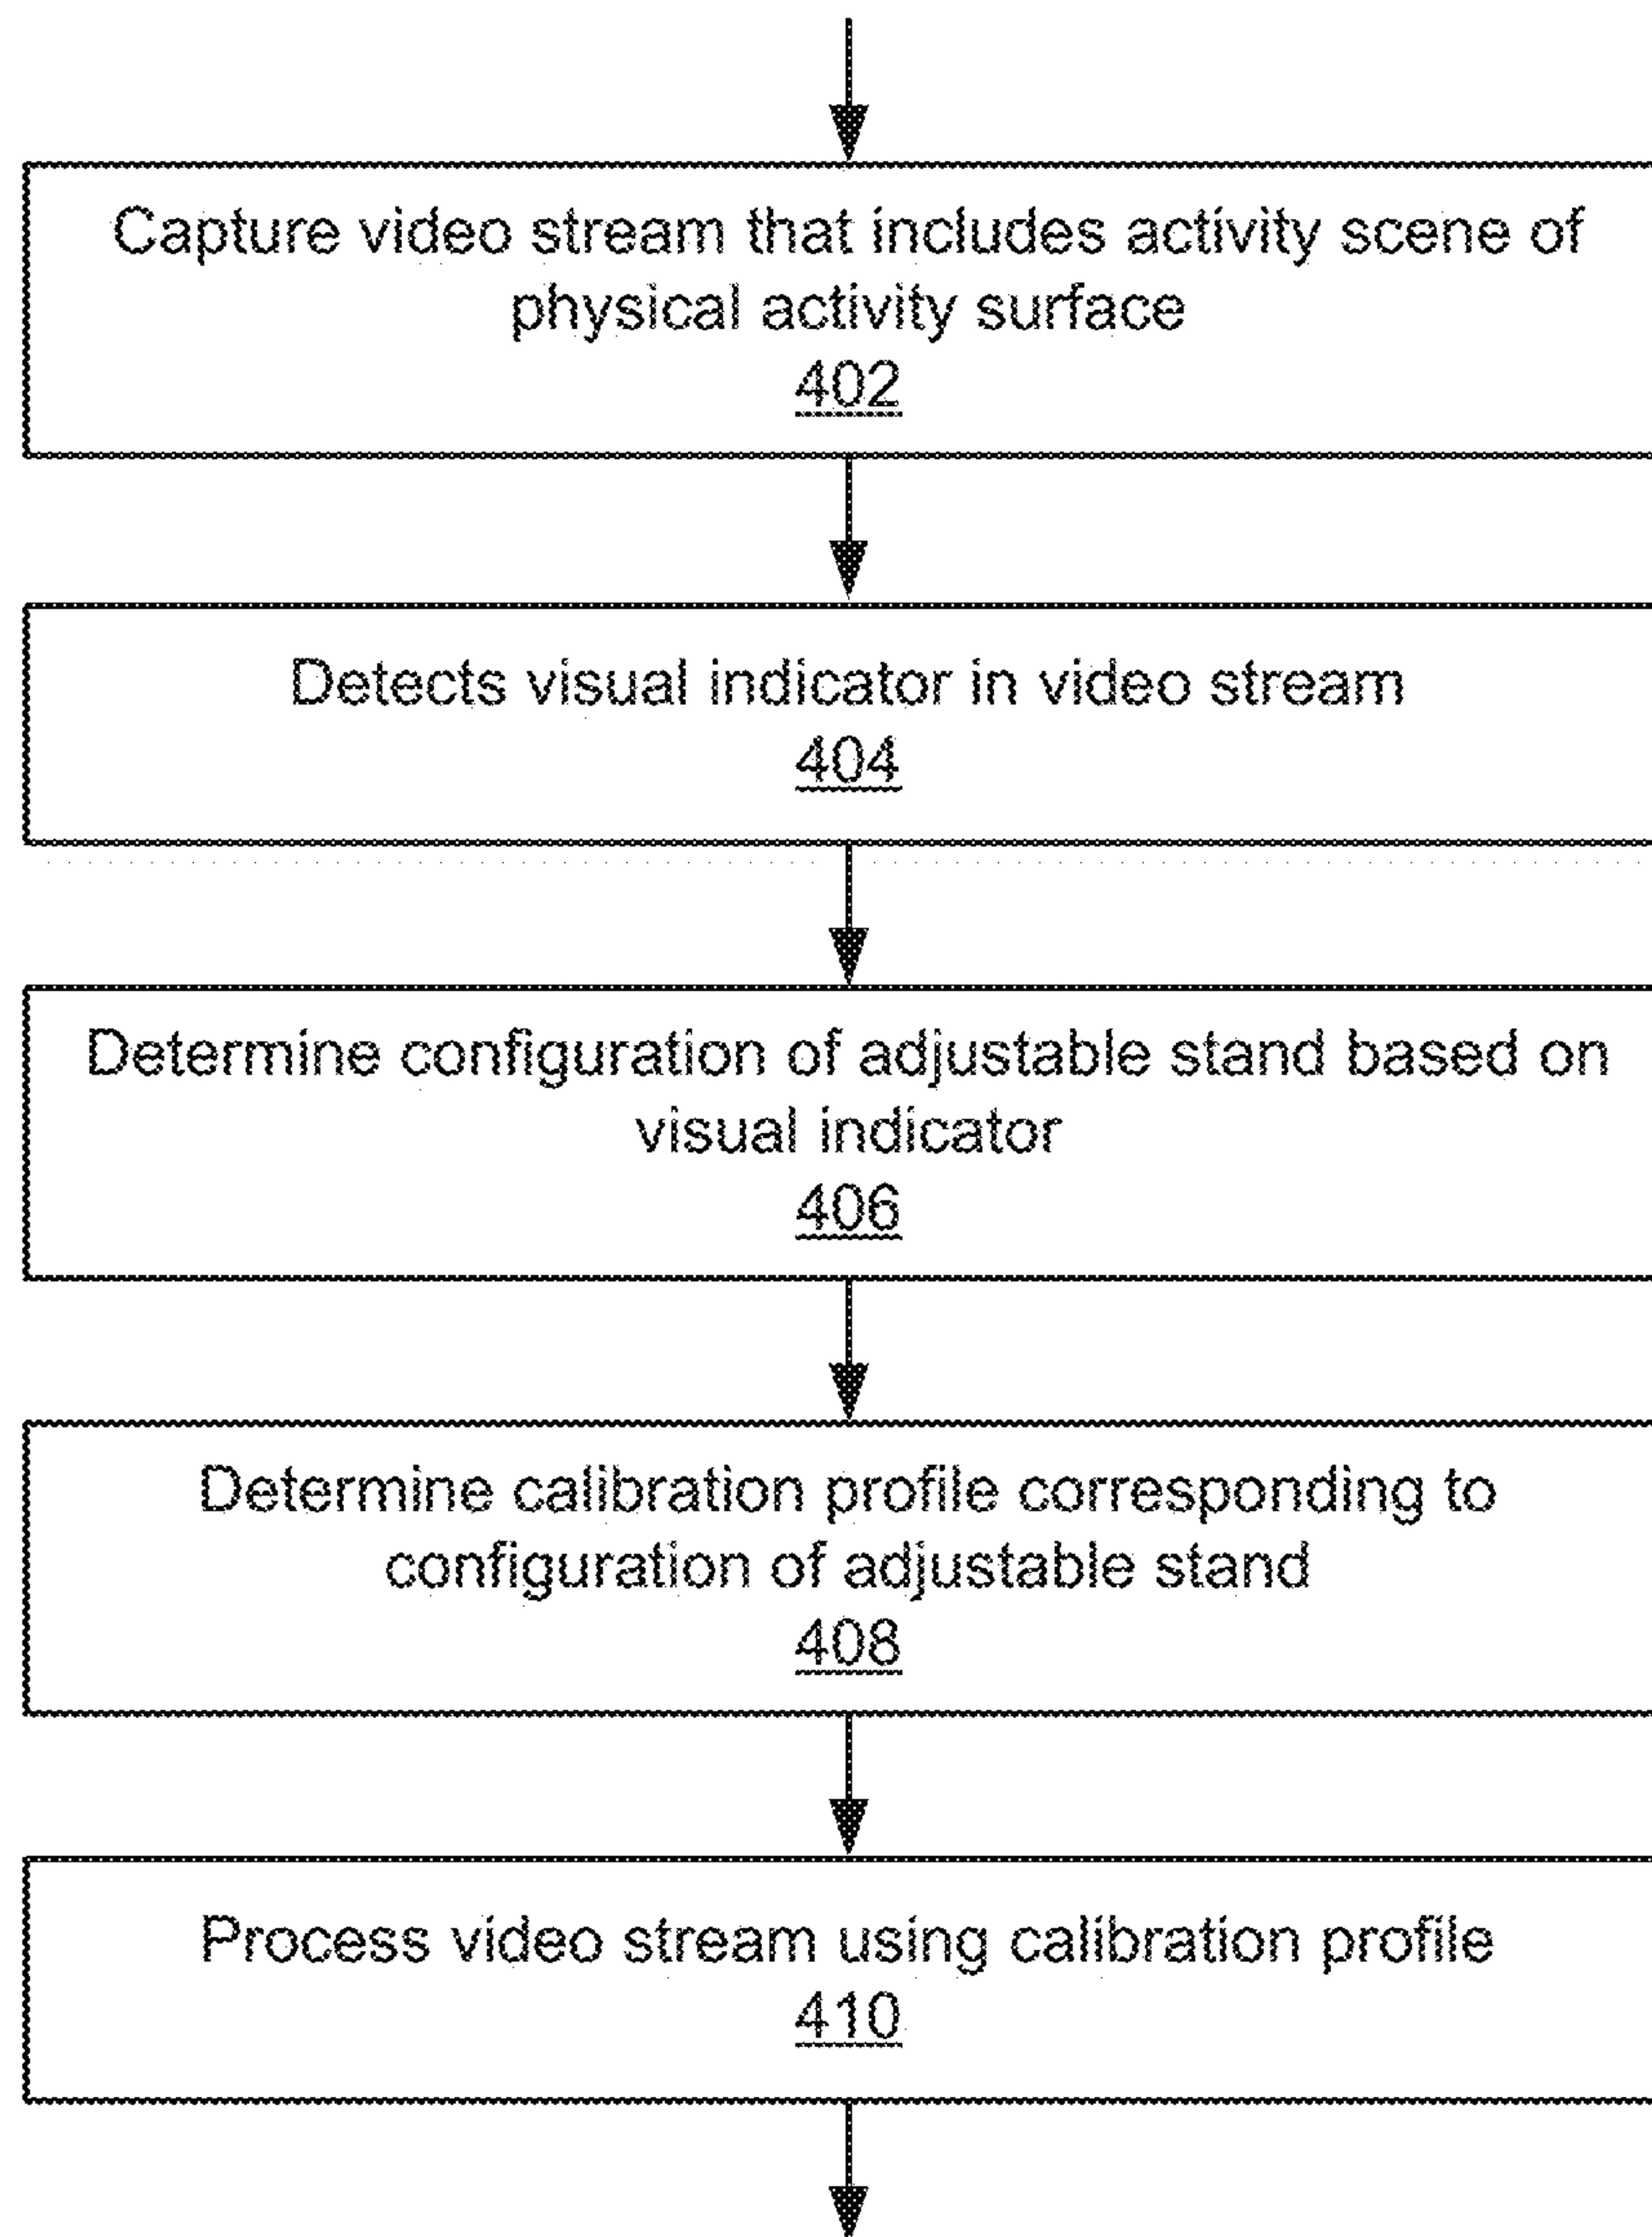 Capture video stream that includes activity scene of
physical activity surface
402
Detects visual indicator in video stream
404
Determine configuration of adjustable stand based on
visual indicator
406
Determine calibration profile corresponding to
configuration of adjustable stand
408
Process video stream using calibration profile
410